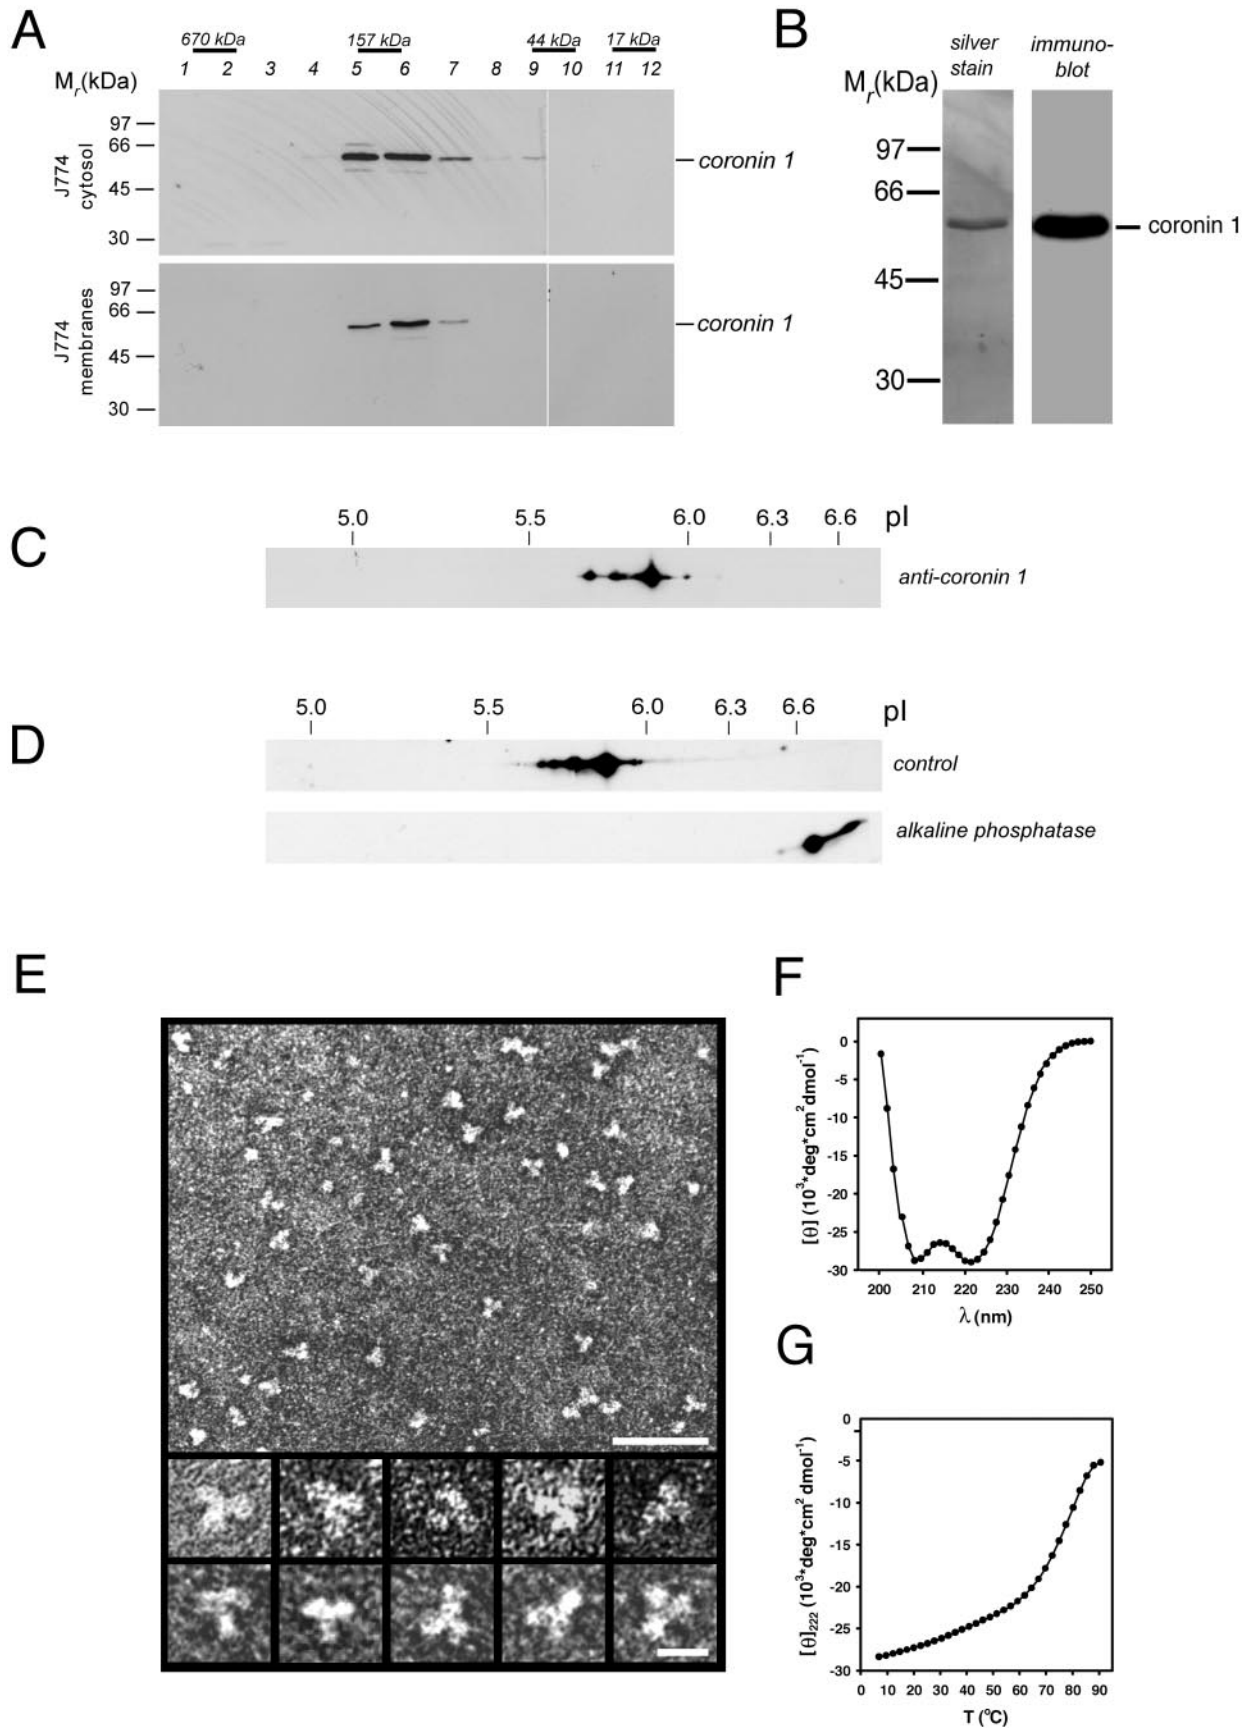 A
670 kDa 157 kDa 44 kDa 17 kDa
1 2 3 4 5 6 7 8 9 10 11 12
Mr(kDa)
J774 cytosol
97
66
45
30
coronin 1
J774 membranes
97
66
45
30
coronin 1
B
silver stain
immuno-blot
Mr(kDa)
97
66
45
30
coronin 1
C
5.0 5.5 6.0 6.3 6.6 pI
anti-coronin 1
D
5.0 5.5 6.0 6.3 6.6 pI
control
alkaline phosphatase
E
F
[θ] (10³*deg*cm² dmol⁻¹)
0
-5
-10
-15
-20
-25
-30
200 210 220 230 240 250
λ (nm)
G
[θ]₂₂₂ (10³*deg*cm² dmol⁻¹)
0
-5
-10
-15
-20
-25
-30
0 10 20 30 40 50 60 70 80 90
T (°C)